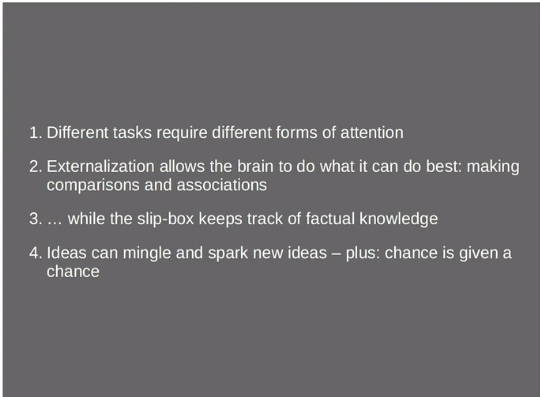 1. Different tasks require different forms of attention
2. Externalization allows the brain to do what it can do best: making
comparisons and associations
3. … while the slip-box keeps track of factual knowledge
4. Ideas can mingle and spark new ideas – plus: chance is given a
chance